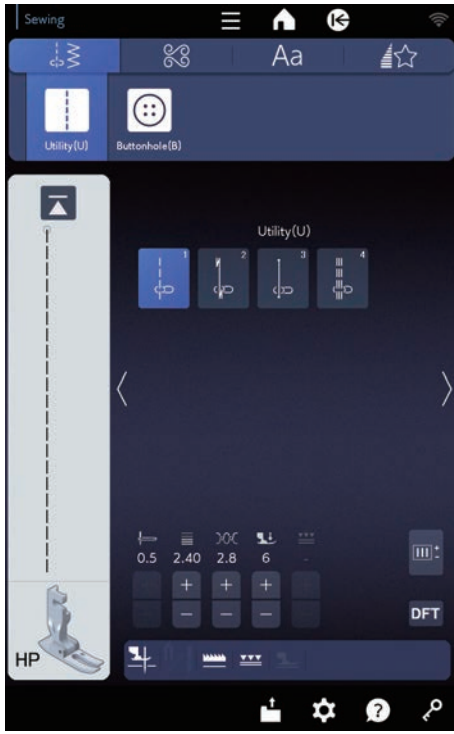 Sewing
Aa
Utility(U)
Buttonhole(B)
Utility(U)
1
2
3
4
0.5
2.40
2.8
6
-
+
+
+
−
−
−
DFT
HP